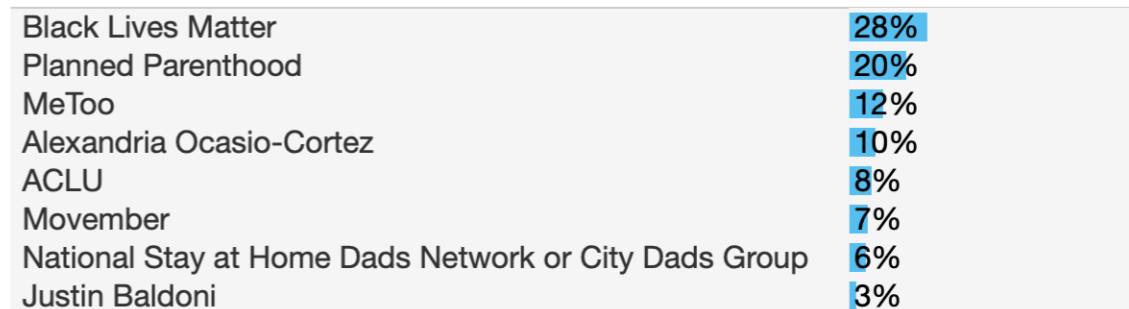 Black Lives Matter 28%
Planned Parenthood 20%
MeToo 12%
Alexandria Ocasio-Cortez 10%
ACLU 8%
Movember 7%
National Stay at Home Dads Network or City Dads Group 6%
Justin Baldoni 3%